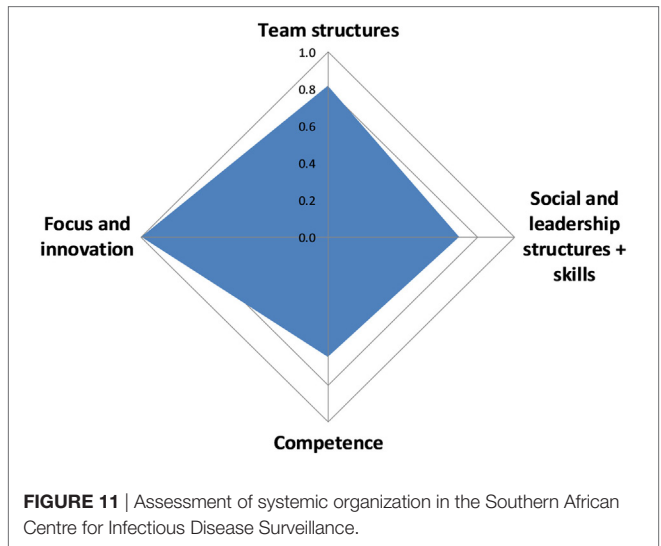 Team structures
1.0
0.8
0.6
0.4
0.2
0.0
Focus and
innovation
Social and
leadership
structures +
skills
Competence
FIGURE 11 | Assessment of systemic organization in the Southern African
Centre for Infectious Disease Surveillance.